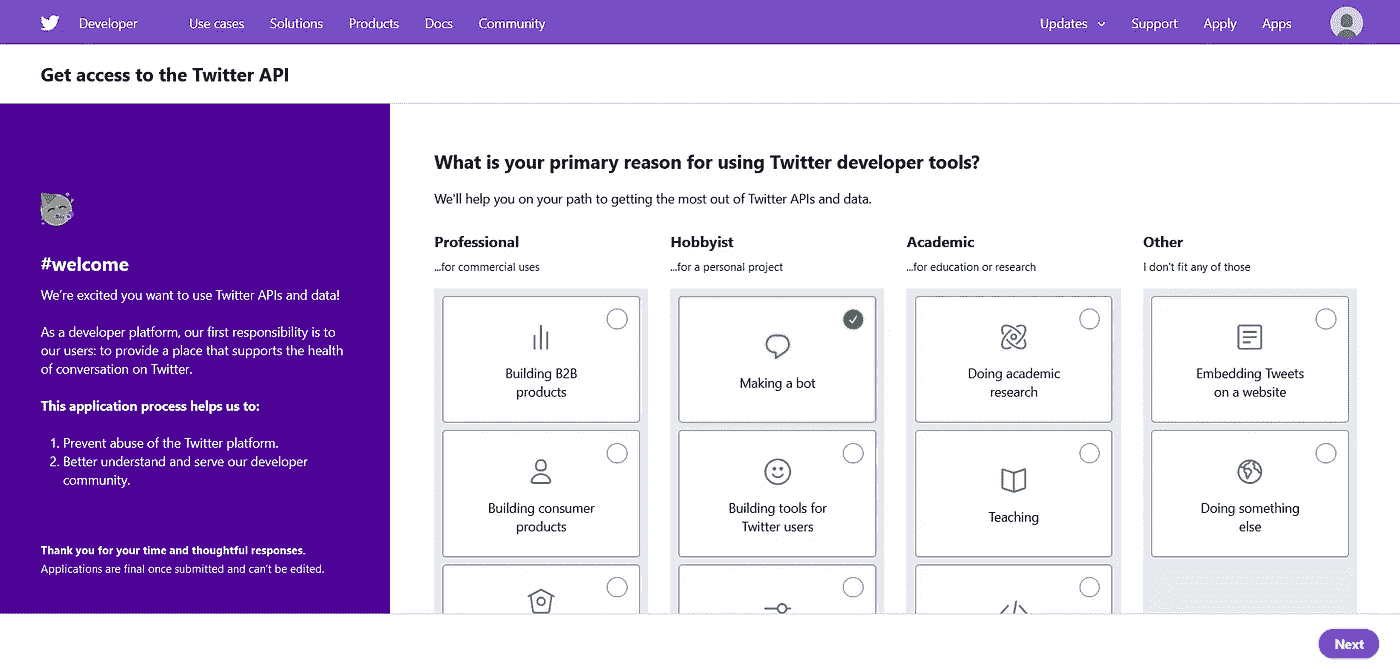 Developer Use cases Solutions Products Docs Community Updates Support Apply Apps
Get access to the Twitter API
#welcome
We're excited you want to use Twitter APIs and data!
As a developer platform, our first responsibility is to
our users: to provide a place that supports the health
of conversation on Twitter.
This application process helps us to:
1. Prevent abuse of the Twitter platform.
2. Better understand and serve our developer
community.
Thank you for your time and thoughtful responses.
Applications are final once submitted and can't be edited.
What is your primary reason for using Twitter developer tools?
We'll help you on your path to getting the most out of Twitter APIs and data.
Professional
...for commercial uses
Building B2B
products
Building consumer
products
Hobbyist
...for a personal project
Making a bot
Building tools for
Twitter users
Academic
...for education or research
Doing academic
research
Teaching
Other
I don't fit any of those
Embedding Tweets
on a website
Doing something
else
Next